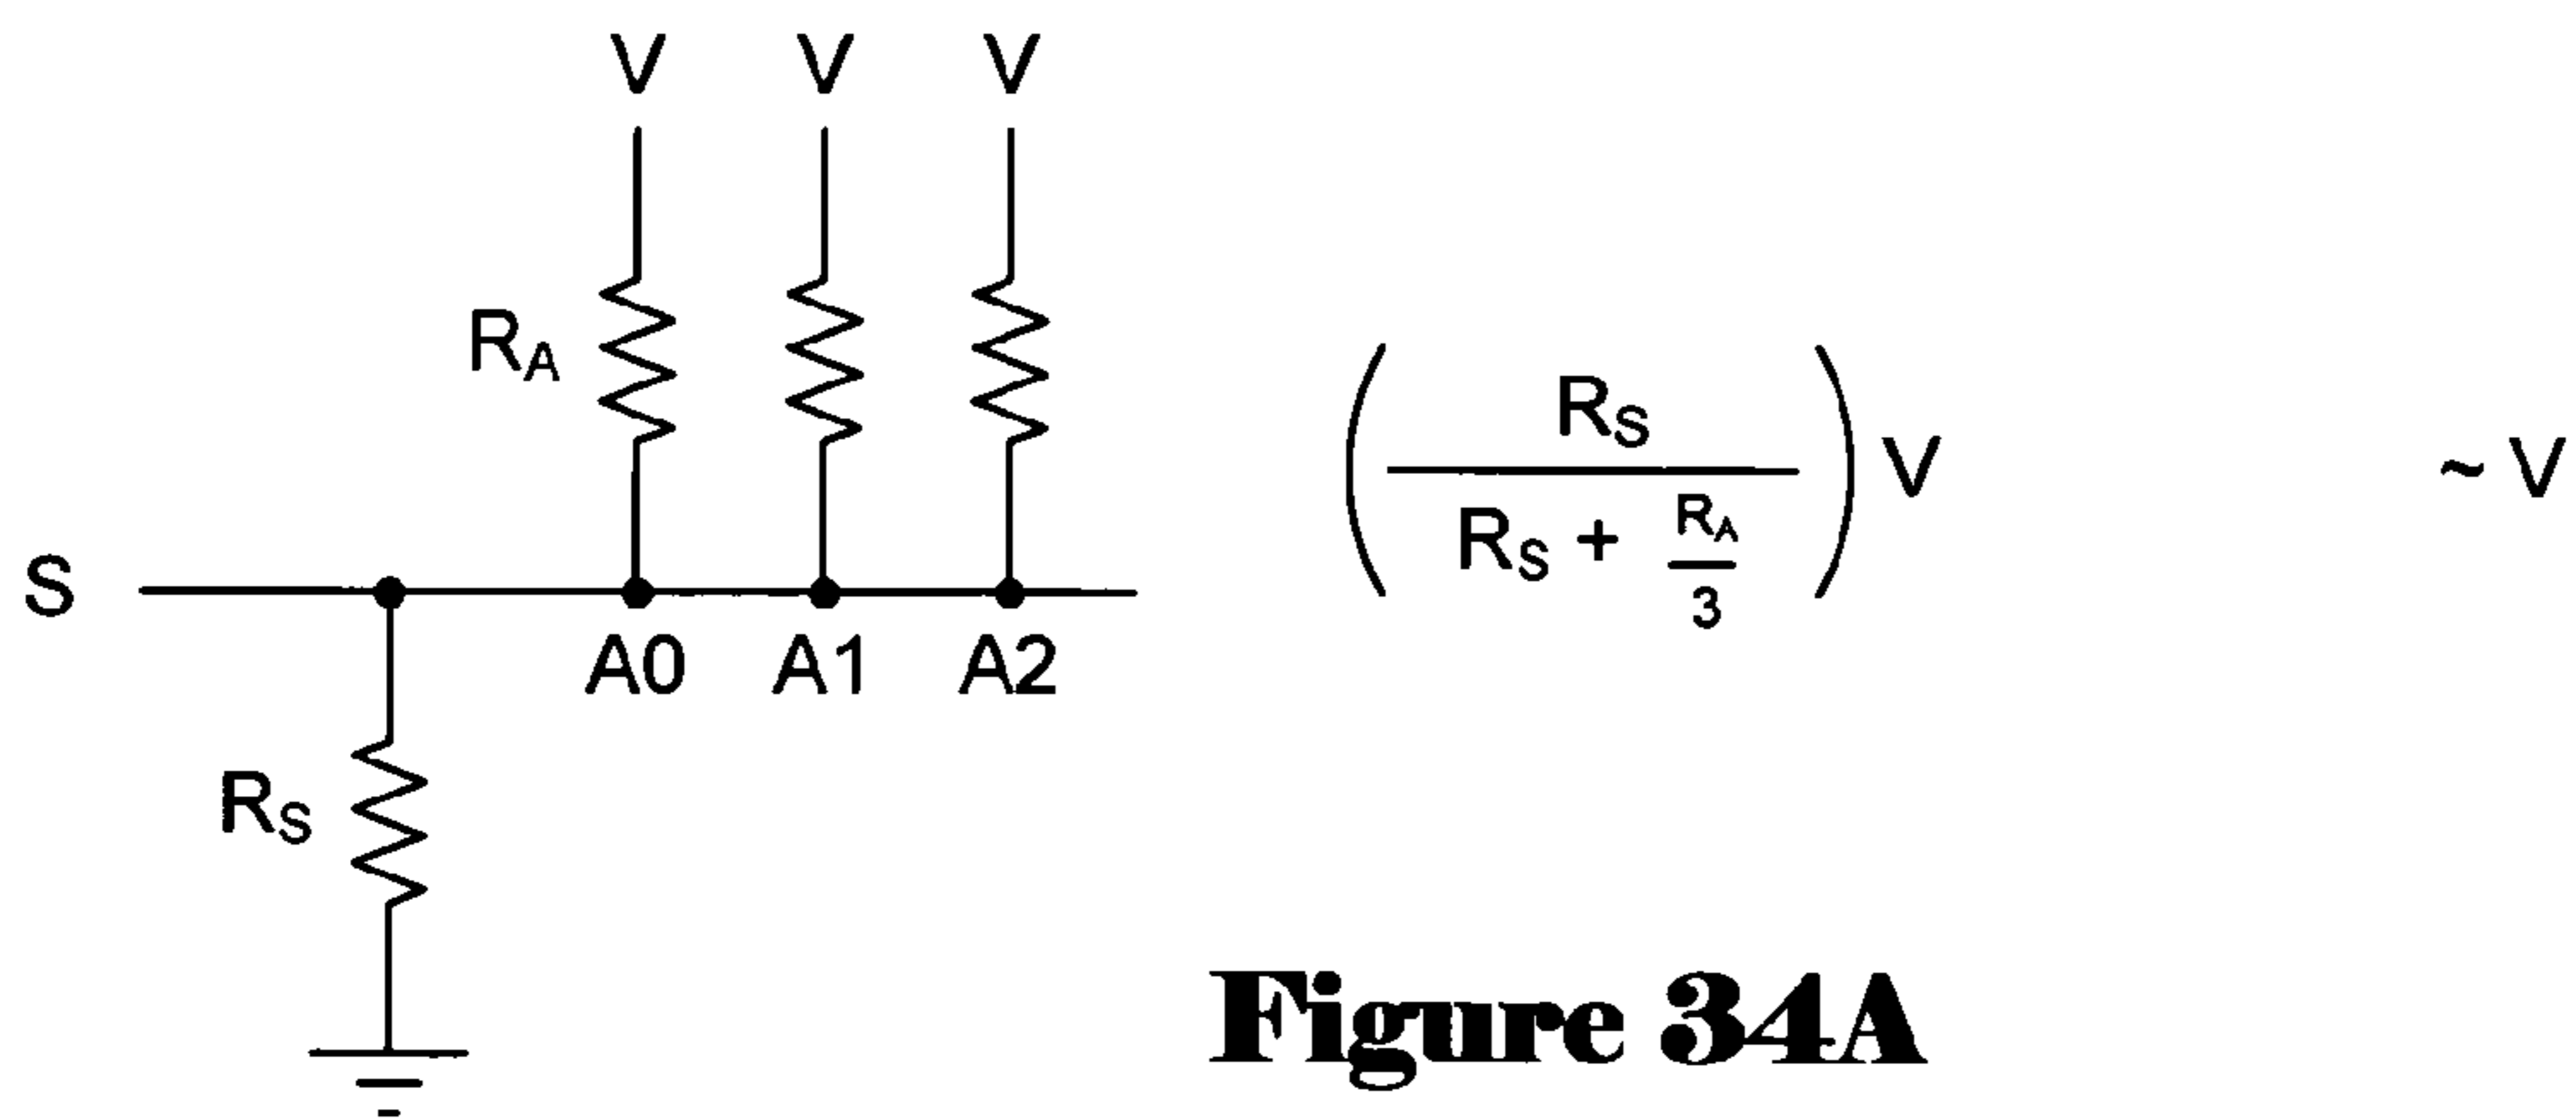 V V V
R_A
S
A0 A1 A2
R_S
(R_S / (R_S + R_A / 3)) V ~ V
Figure 34A